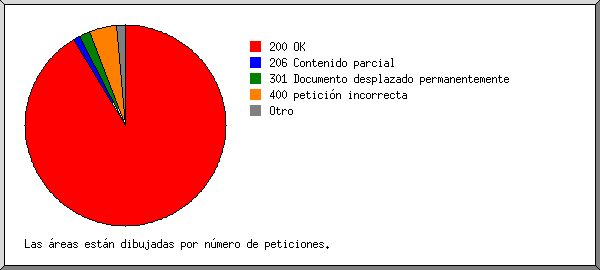 200 OK
206 Contenido parcial
301 Documento desplazado permanentemente
400 petición incorrecta
Otro
Las áreas están dibujadas por número de peticiones.